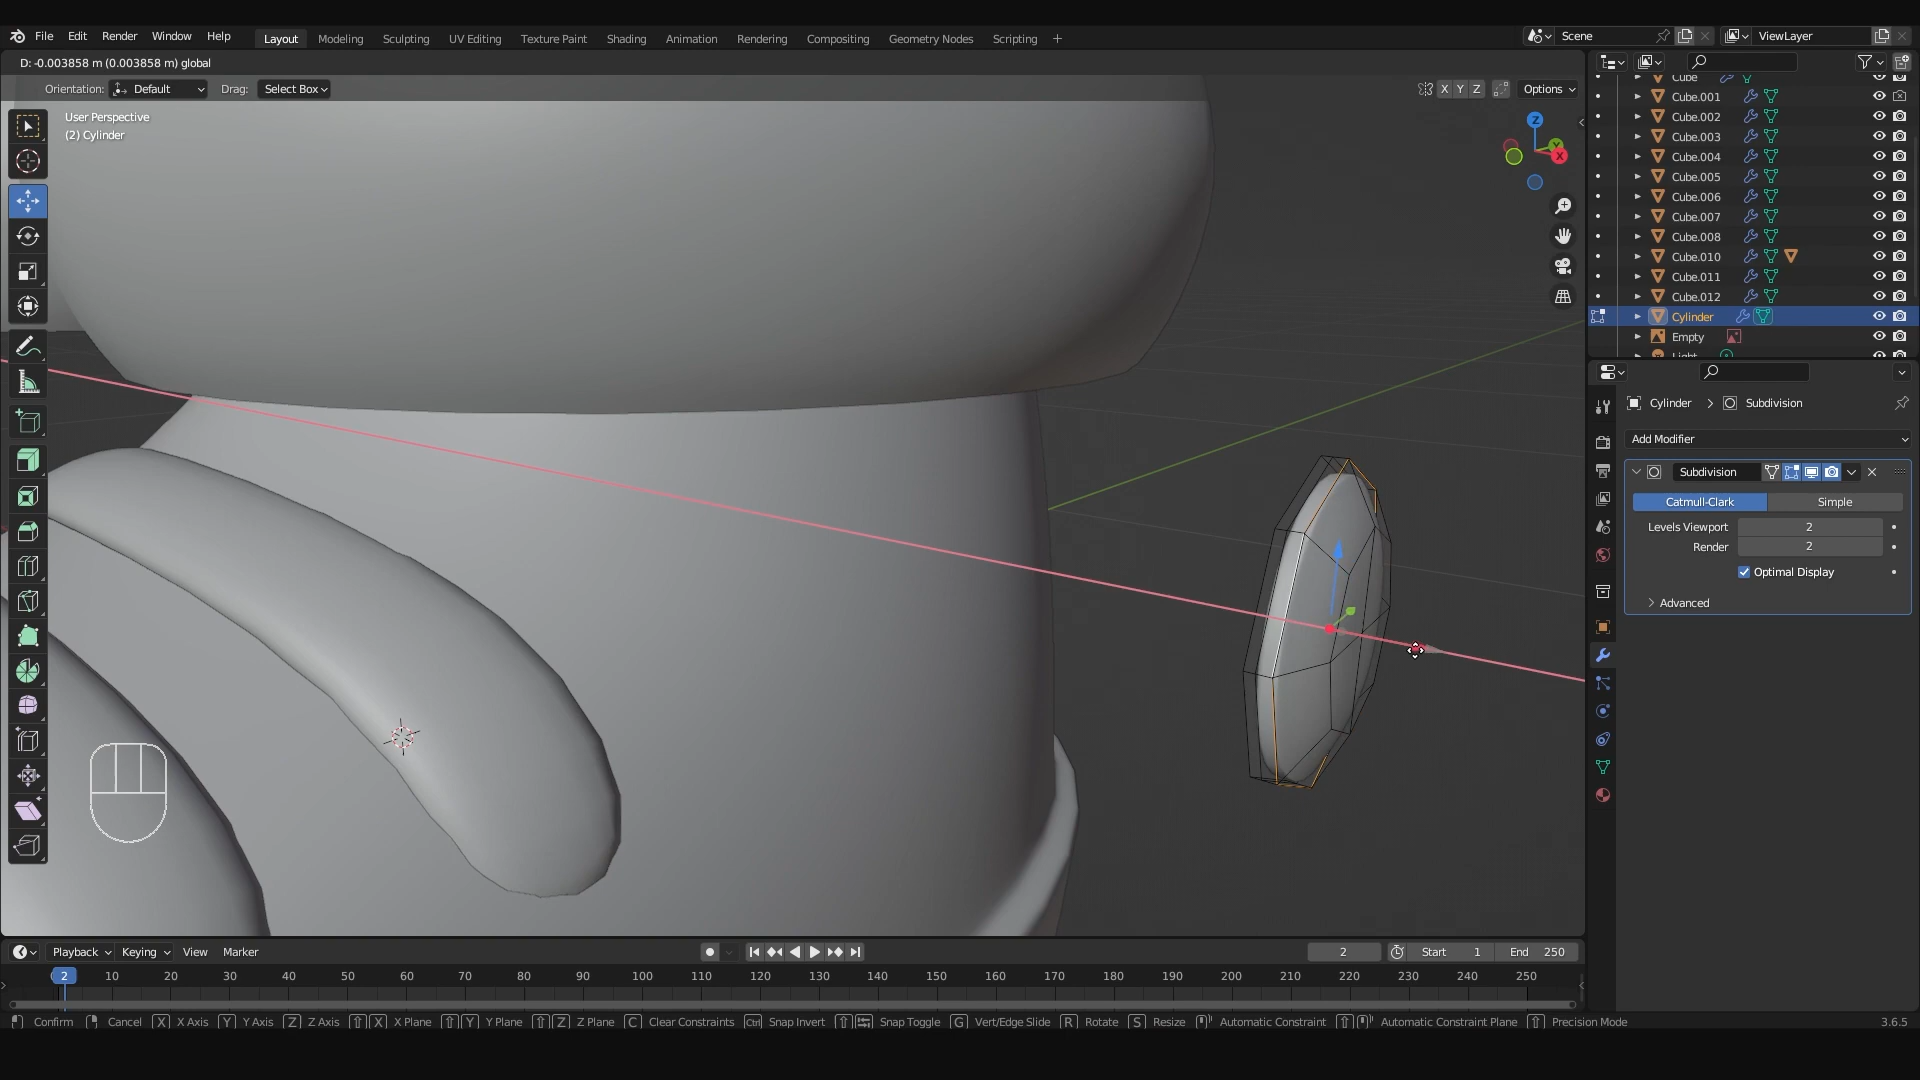 File Edit Render Window Help Layout Modeling Sculpting UV Editing Texture Paint Shading Animation Rendering Compositing Geometry Nodes Scripting +
Scene
ViewLayer
D: -0.003858 m (0.003858 m) global
Orientation: Default Drag: Select Box X Y Z Options
User Perspective
(2) Cylinder
Z
Y
X
Cube
Cube.001
Cube.002
Cube.003
Cube.004
Cube.005
Cube.006
Cube.007
Cube.008
Cube.010
Cube.011
Cube.012
Cylinder
Empty
Light
Cylinder > Subdivision
Add Modifier
Subdivision
Catmull-Clark Simple
Levels Viewport 2
Render 2
Optimal Display
Advanced
Playback Keying View Marker 2 Start 1 End 250
2 10 20 30 40 50 60 70 80 90 100 110 120 130 140 150 160 170 180 190 200 210 220 230 240 250
Confirm Cancel X X Axis Y Y Axis Z Z Axis X X Plane Y Y Plane Z Z Plane C Clear Constraints Ctrl Snap Invert Snap Toggle G Vert/Edge Slide R Rotate S Resize Automatic Constraint Automatic Constraint Plane Precision Mode 3.6.5